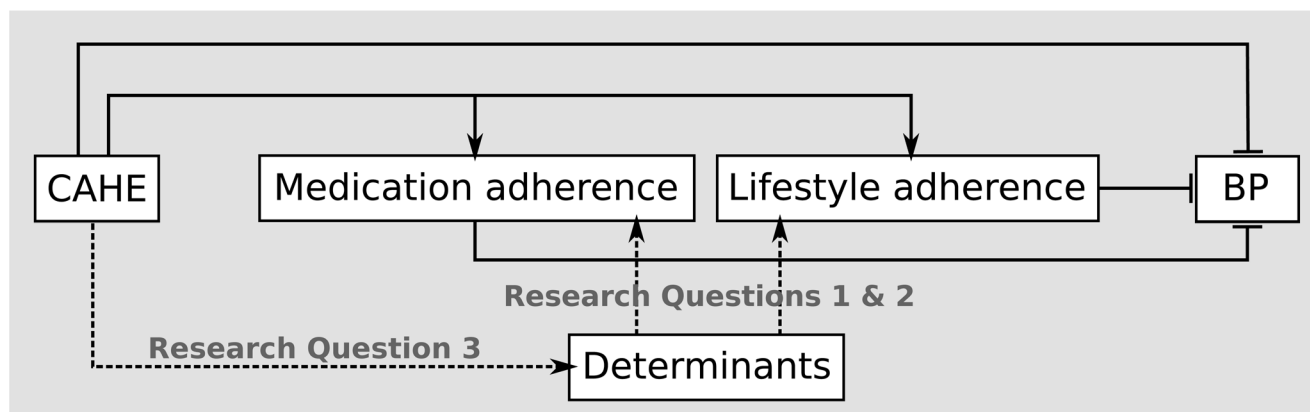 CAHE
Medication adherence
Lifestyle adherence
BP
Research Questions 1 & 2
Research Question 3
Determinants